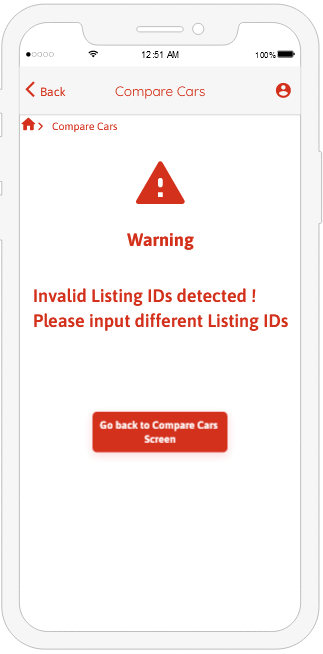 12:51 AM
100%
Back
Compare Cars
Compare Cars
Warning
Invalid Listing IDs detected !
Please input different Listing IDs
Go back to Compare Cars
Screen